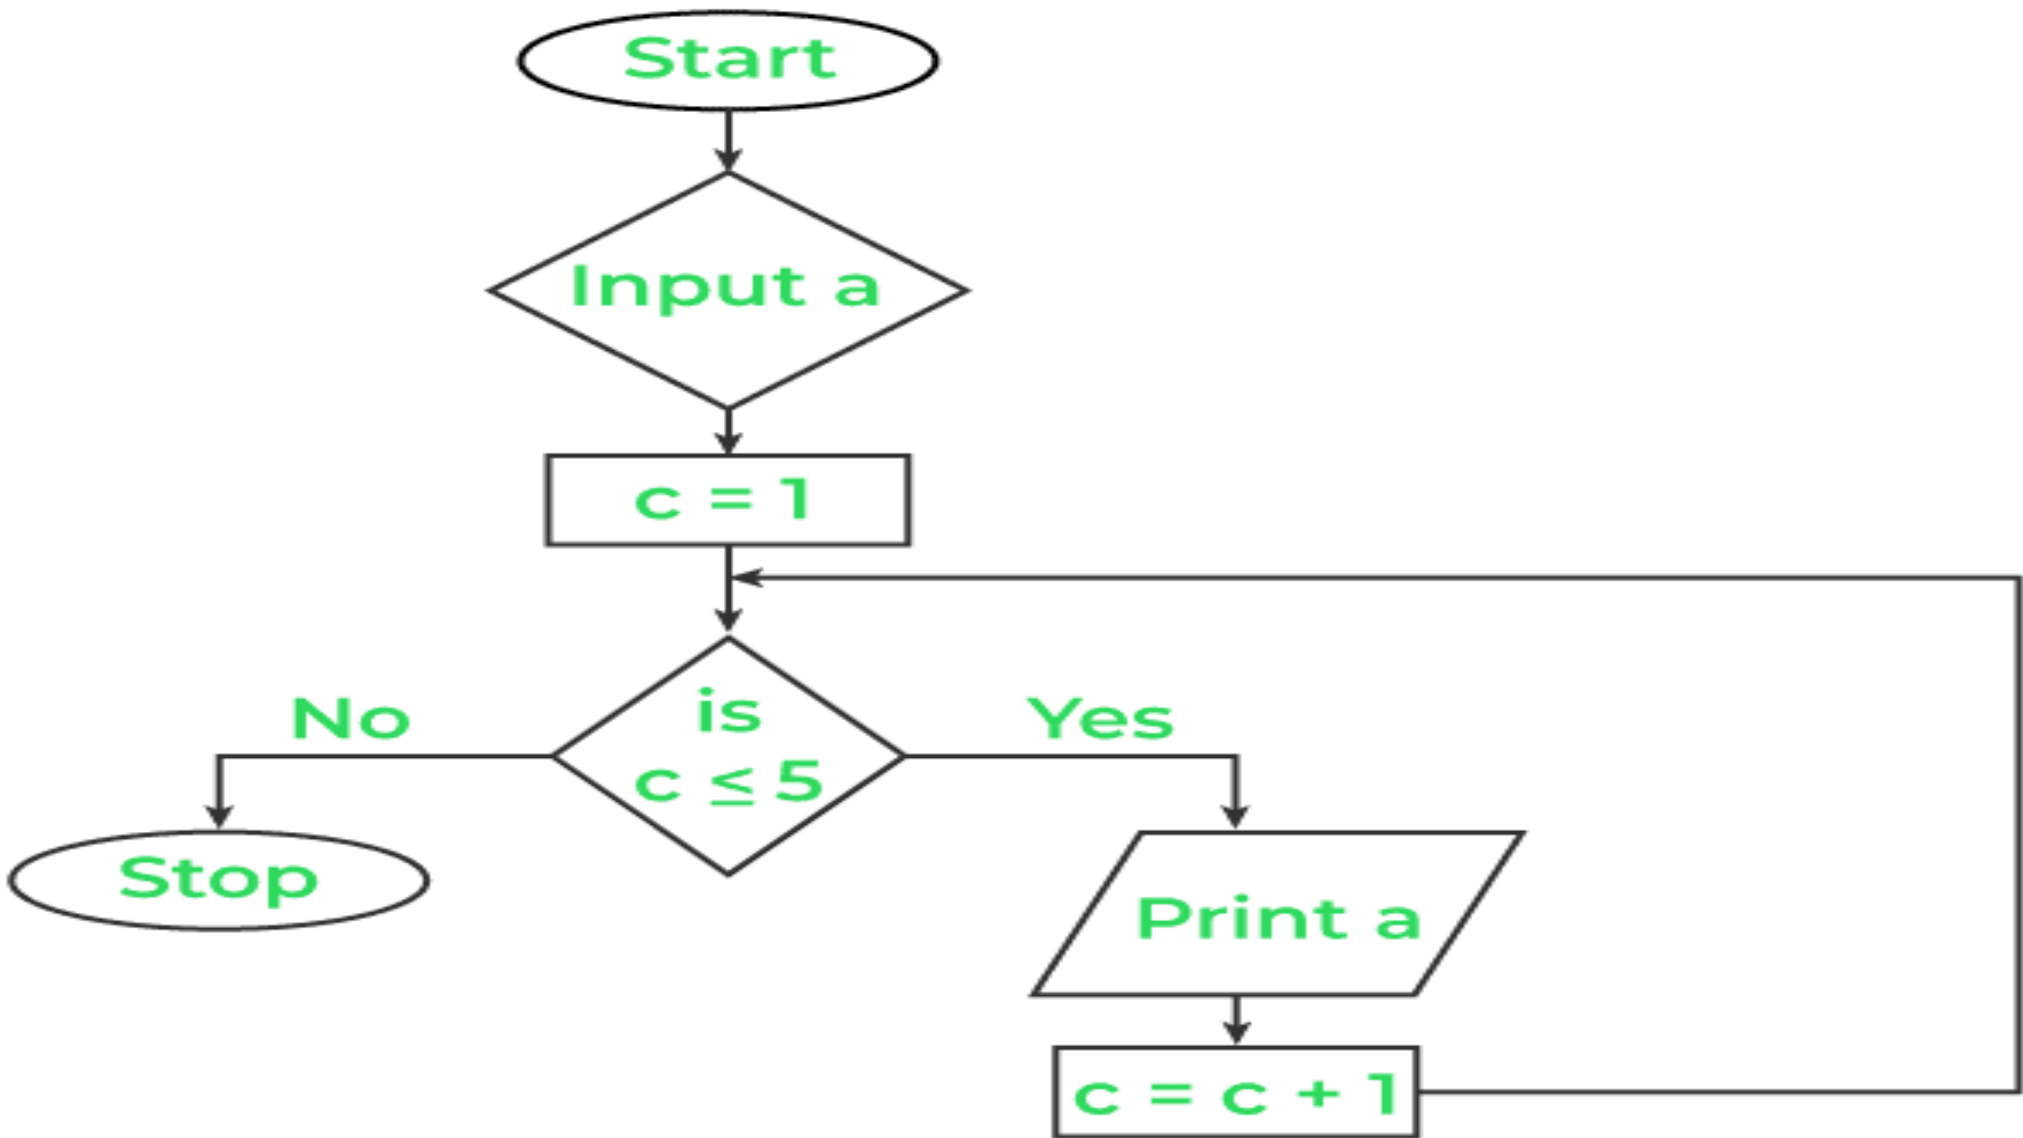 Start
Input a
c = 1
is
c ≤ 5
No
Yes
Stop
Print a
c = c + 1